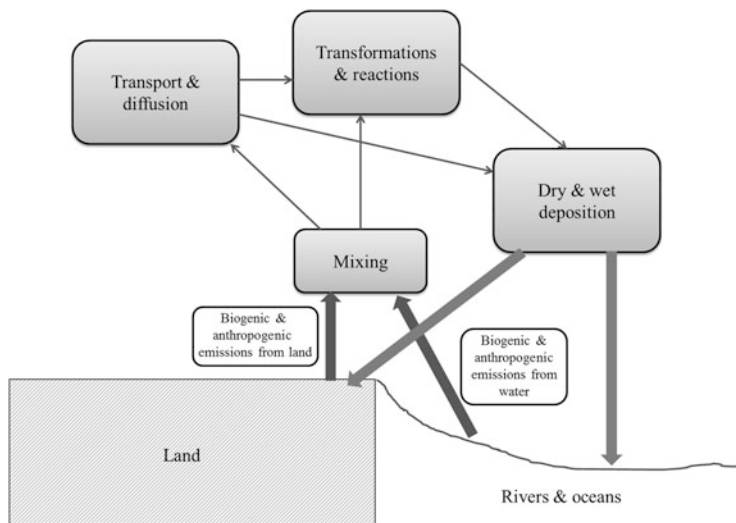 Transformations
& reactions
Transport &
diffusion
Dry & wet
deposition
Mixing
Biogenic &
anthropogenic
emissions from land
Biogenic &
anthropogenic
emissions from
water
Land
Rivers & oceans